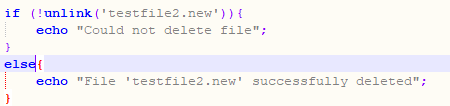 if (!unlink('testfile2.new')){
    echo "Could not delete file";
}
else{
    echo "File 'testfile2.new' successfully deleted";
}